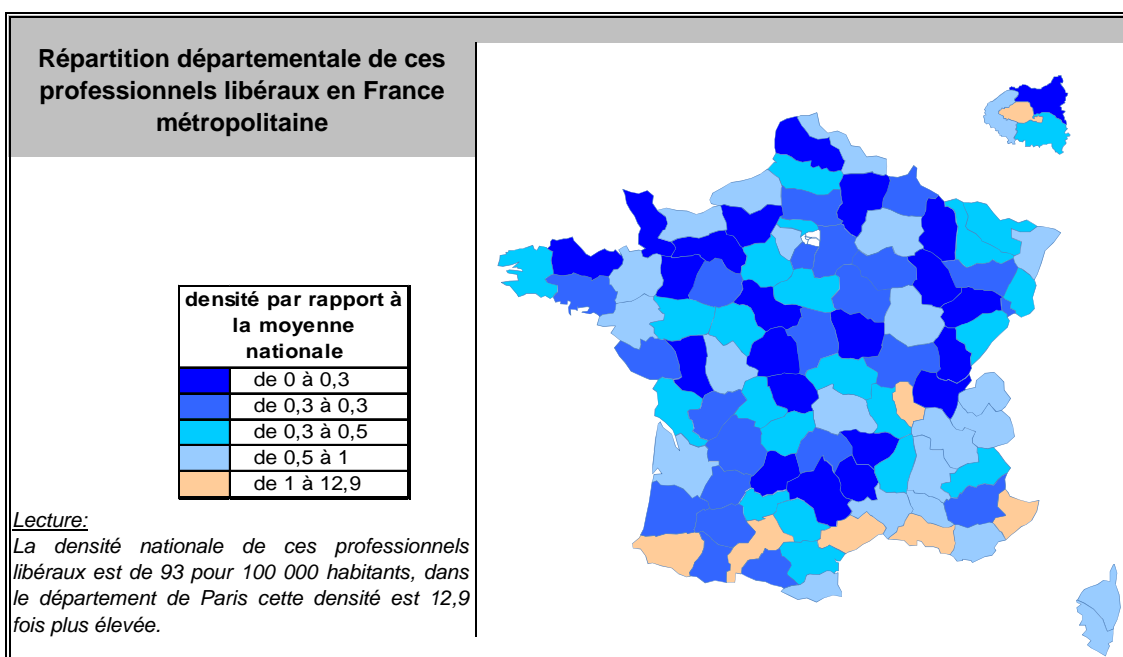 Répartition départementale de ces
professionnels libéraux en France
métropolitaine
densité par rapport à
la moyenne
nationale
de 0 à 0,3
de 0,3 à 0,3
de 0,3 à 0,5
de 0,5 à 1
de 1 à 12,9
Lecture:
La densité nationale de ces professionnels
libéraux est de 93 pour 100 000 habitants, dans
le département de Paris cette densité est 12,9
fois plus élevée.